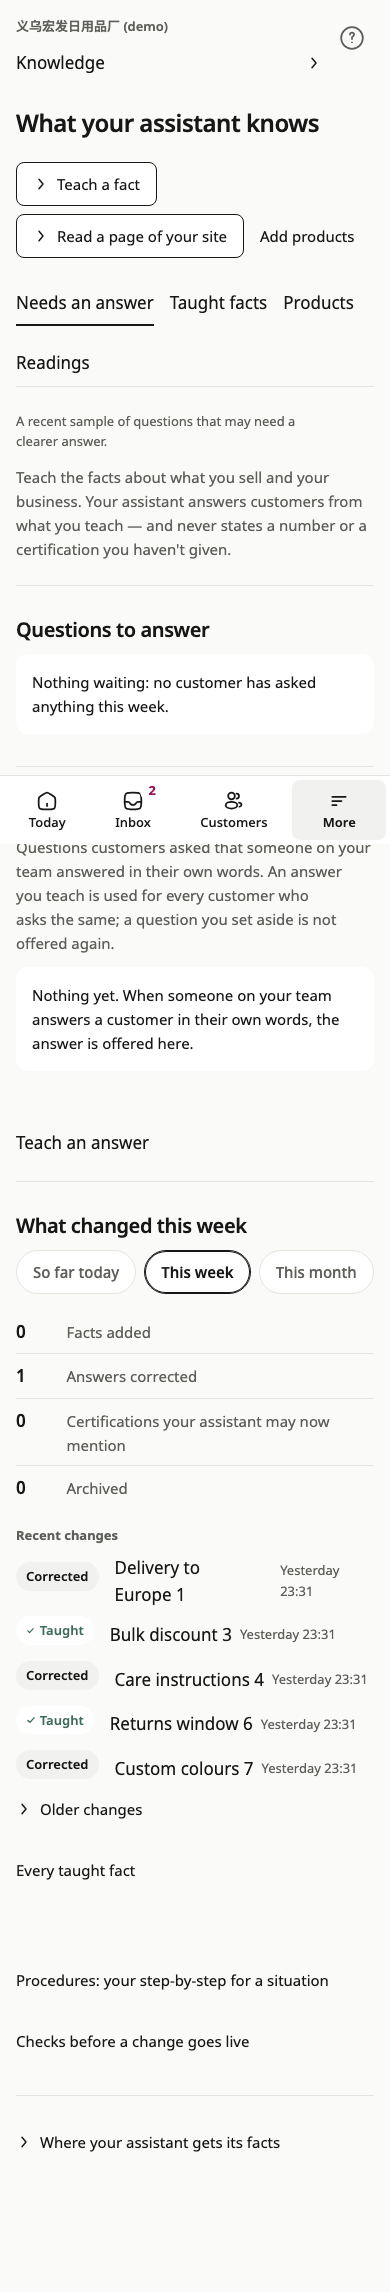 义乌宏发日用品厂 (demo)
Knowledge
What your assistant knows
Teach a fact
Read a page of your site
Add products
Needs an answer
Taught facts
Products
Readings
A recent sample of questions that may need a
clearer answer.
Teach the facts about what you sell and your
business. Your assistant answers customers from
what you teach — and never states a number or a
certification you haven't given.
Questions to answer
Nothing waiting: no customer has asked
anything this week.
Today
Inbox
2
Customers
More
Questions customers asked that someone on your
team answered in their own words. An answer
you teach is used for every customer who
asks the same; a question you set aside is not
offered again.
Nothing yet. When someone on your team
answers a customer in their own words, the
answer is offered here.
Teach an answer
What changed this week
So far today
This week
This month
0 Facts added
1 Answers corrected
0 Certifications your assistant may now
mention
0 Archived
Recent changes
Corrected Delivery to
Europe 1
Yesterday
23:31
Taught Bulk discount 3 Yesterday 23:31
Corrected Care instructions 4 Yesterday 23:31
Taught Returns window 6 Yesterday 23:31
Corrected Custom colours 7 Yesterday 23:31
Older changes
Every taught fact
Procedures: your step-by-step for a situation
Checks before a change goes live
Where your assistant gets its facts